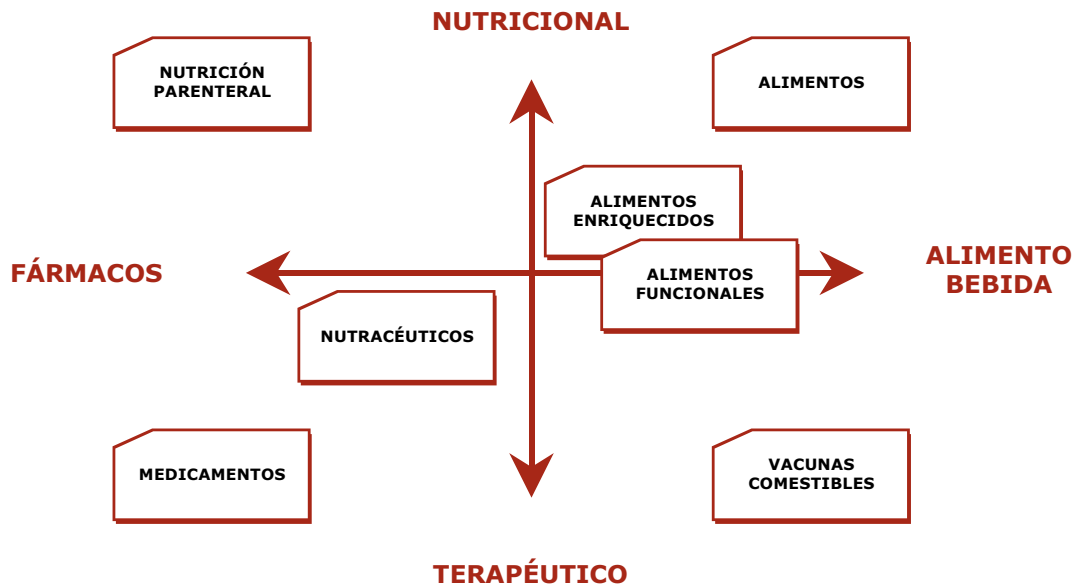 NUTRICIONAL
NUTRICIÓN
PARENTERAL
ALIMENTOS
ALIMENTOS
ENRIQUECIDOS
FÁRMACOS
ALIMENTOS
FUNCIONALES
ALIMENTO
BEBIDA
NUTRACÉUTICOS
MEDICAMENTOS
VACUNAS
COMESTIBLES
TERAPÉUTICO